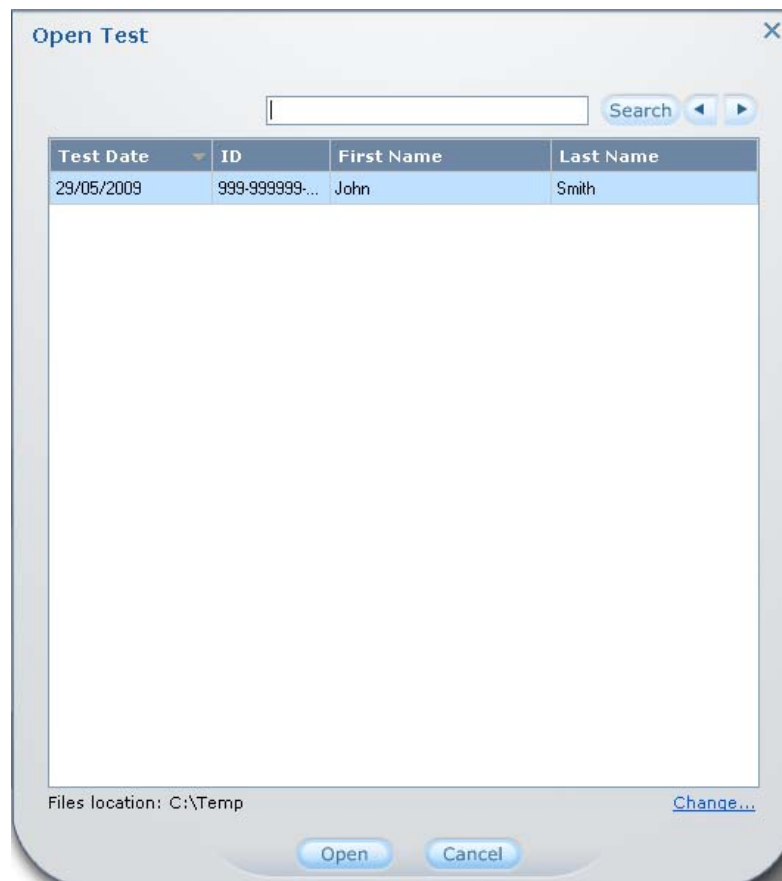 Open Test
Search
Test Date ID First Name Last Name
29/05/2009 999-999999-... John Smith
Files location: C:\Temp Change...
Open Cancel